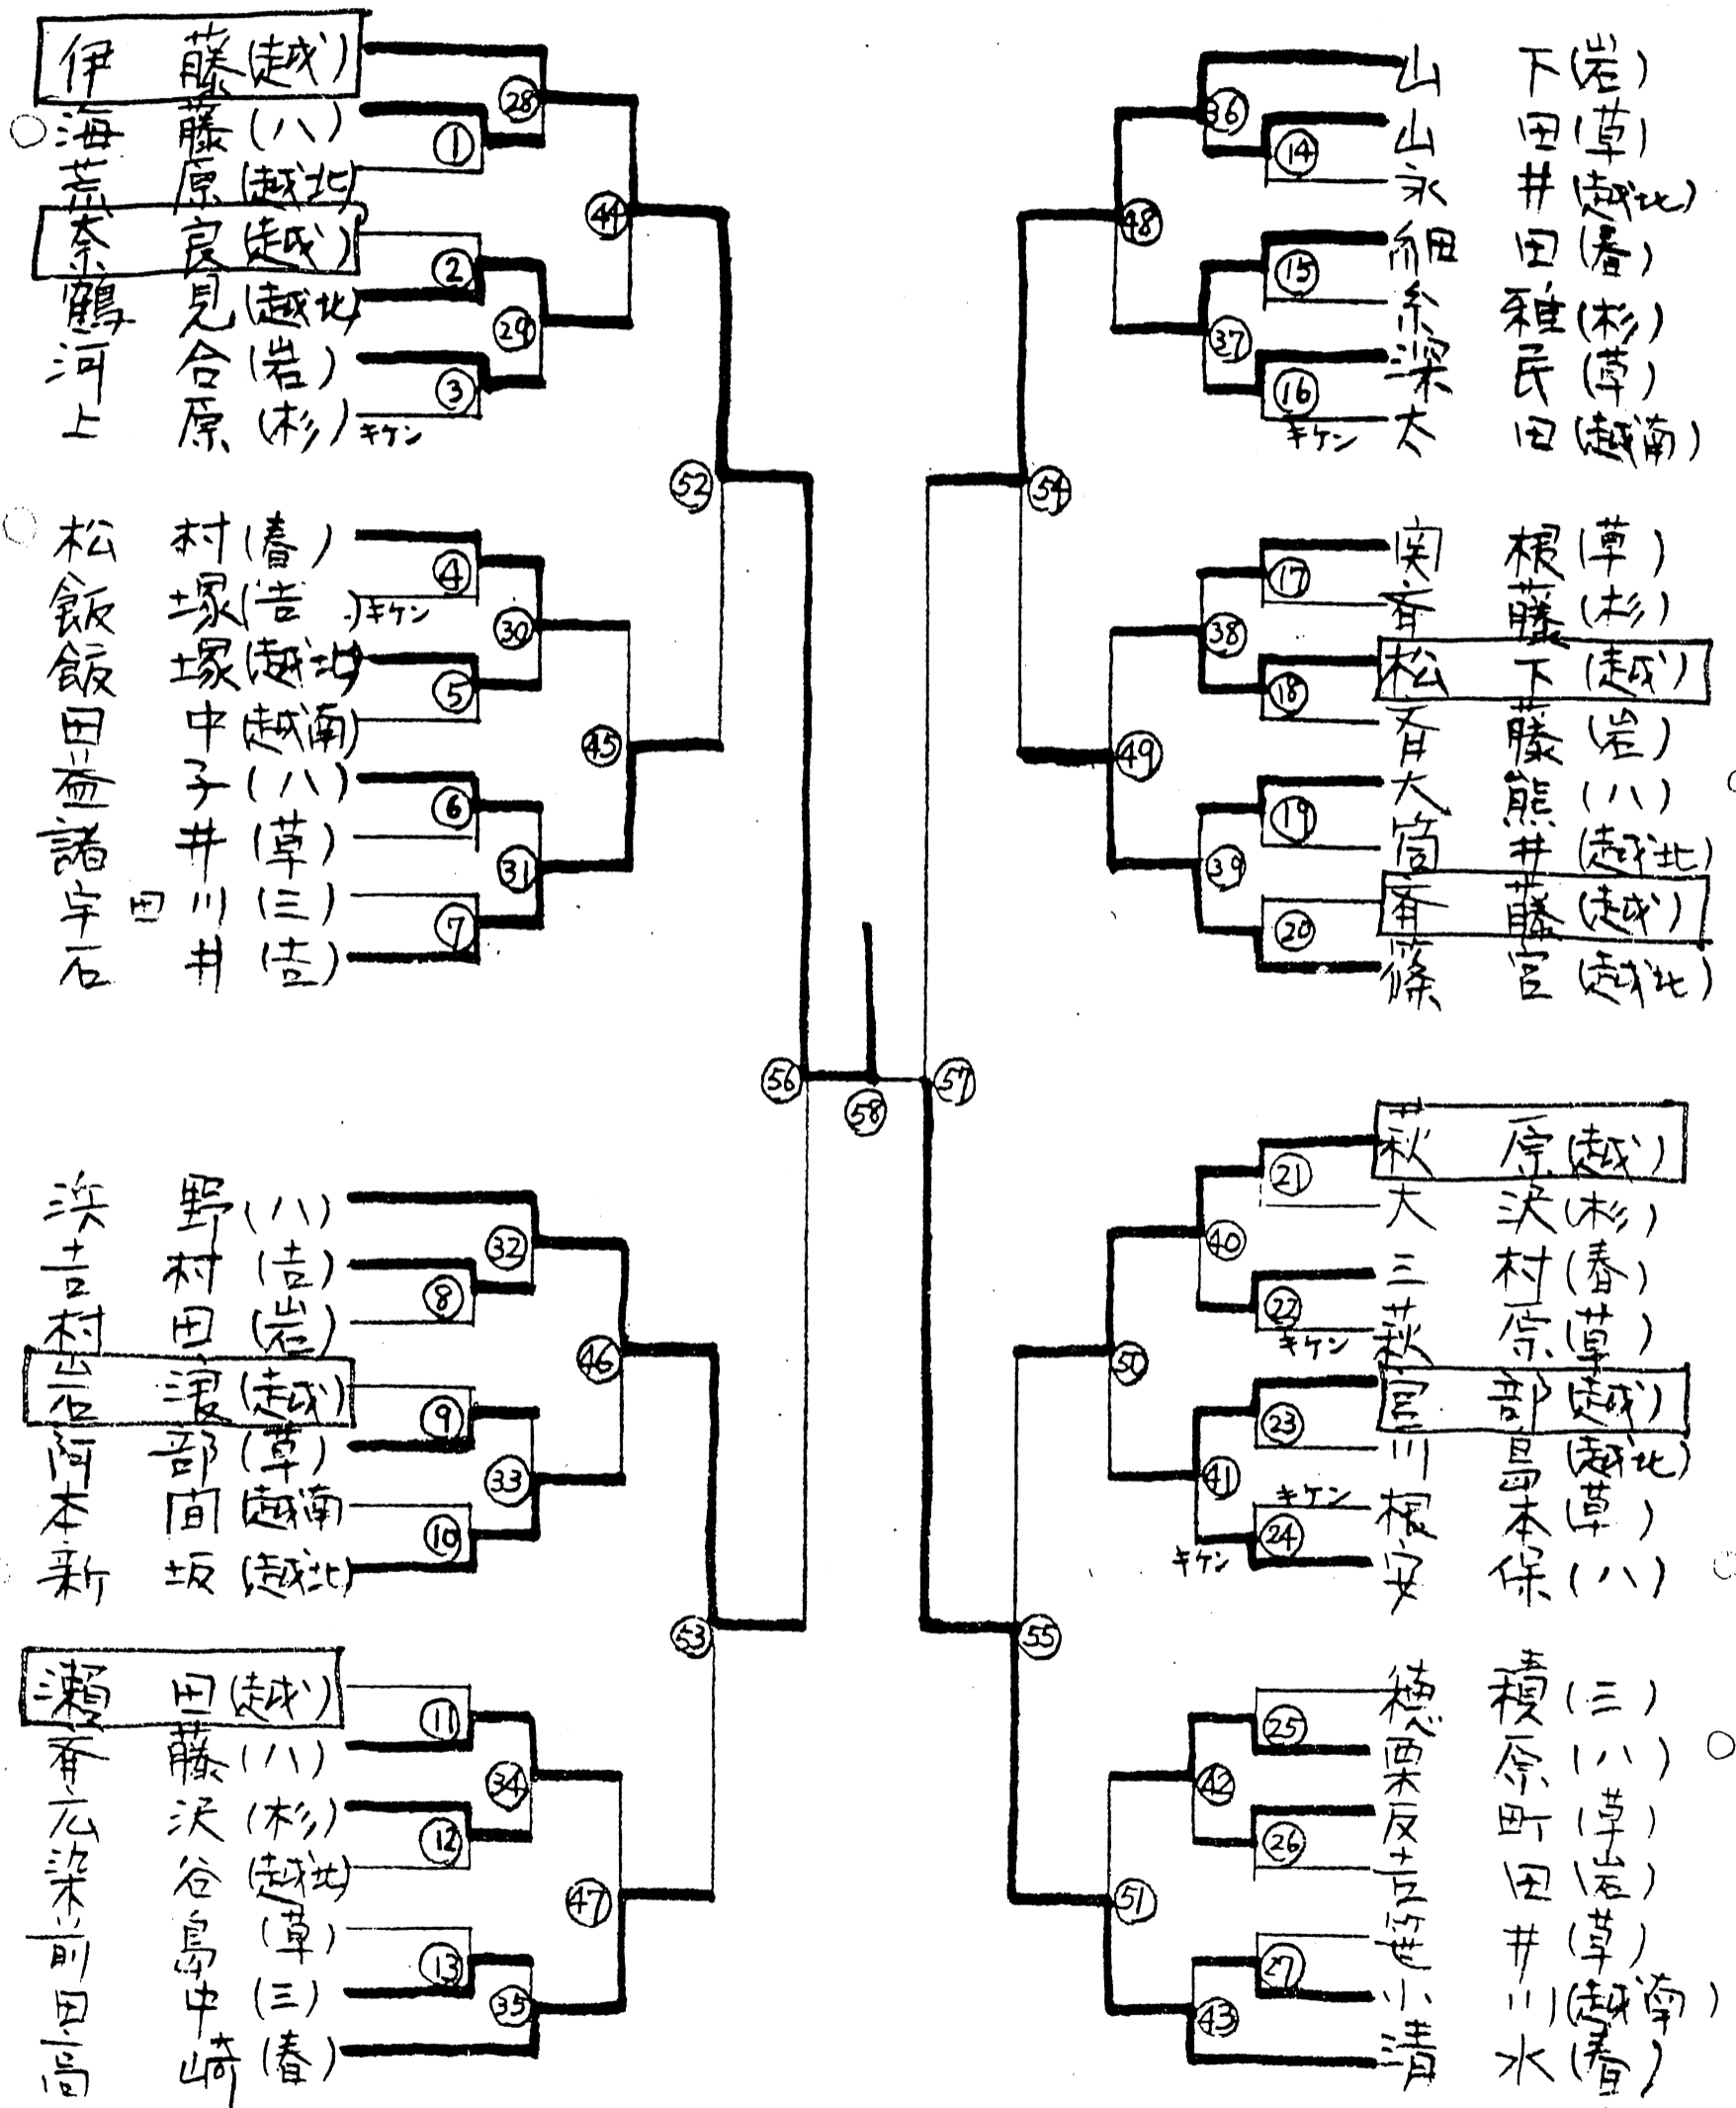 伊藤(越)
海藤(八)
荒原(越北)
奈良(越)
鶴見(越北)
河合(岩)
上原(杉) キケン
① ② ③ 28 29 44
松村(春)
飯塚(吉) キケン
飯塚(越北)
田中(越南)
益子(八)
諸井(草)
宇田川(三)
石井(吉)
④ ⑤ ⑥ ⑦ 30 31 45 52
浜野(八)
吉村(吉)
村田(岩)
岩渡(越)
阿部(草)
本間(越南
新坂(越北)
⑧ ⑨ ⑩ 32 33 46
瀬田(越)
斉藤(八)
広沢(杉)
染谷(越北)
前島(草)
田中(三)
高崎(春)
⑪ ⑫ ⑬ 34 35 47 53
56 58 57
山下(岩)
山田(草)
永井(越北)
細田(春)
糸雅(杉)
梁民(草)
キケン 太田(越南)
36 ⑭ ⑮ ⑯ 37 48
関根(草)
斉藤(杉)
松下(越)
斉藤(岩)
大熊(八)
筒井(越北)
斉藤(越)
篠宮(越北)
⑰ ⑱ ⑲ ⑳ 38 39 49 54
萩原(越)
大沢(杉)
三村(春)
キケン 萩原(草)
宮部(越)
川島(越北)
キケン 根本(草)
キケン 安保(八)
21 22 23 24 40 41 50
穂積(三)
栗原(八)
反町(草)
吉田(岩)
笹井(草)
小川(越南)
清水(春)
25 26 27 42 43 51 55